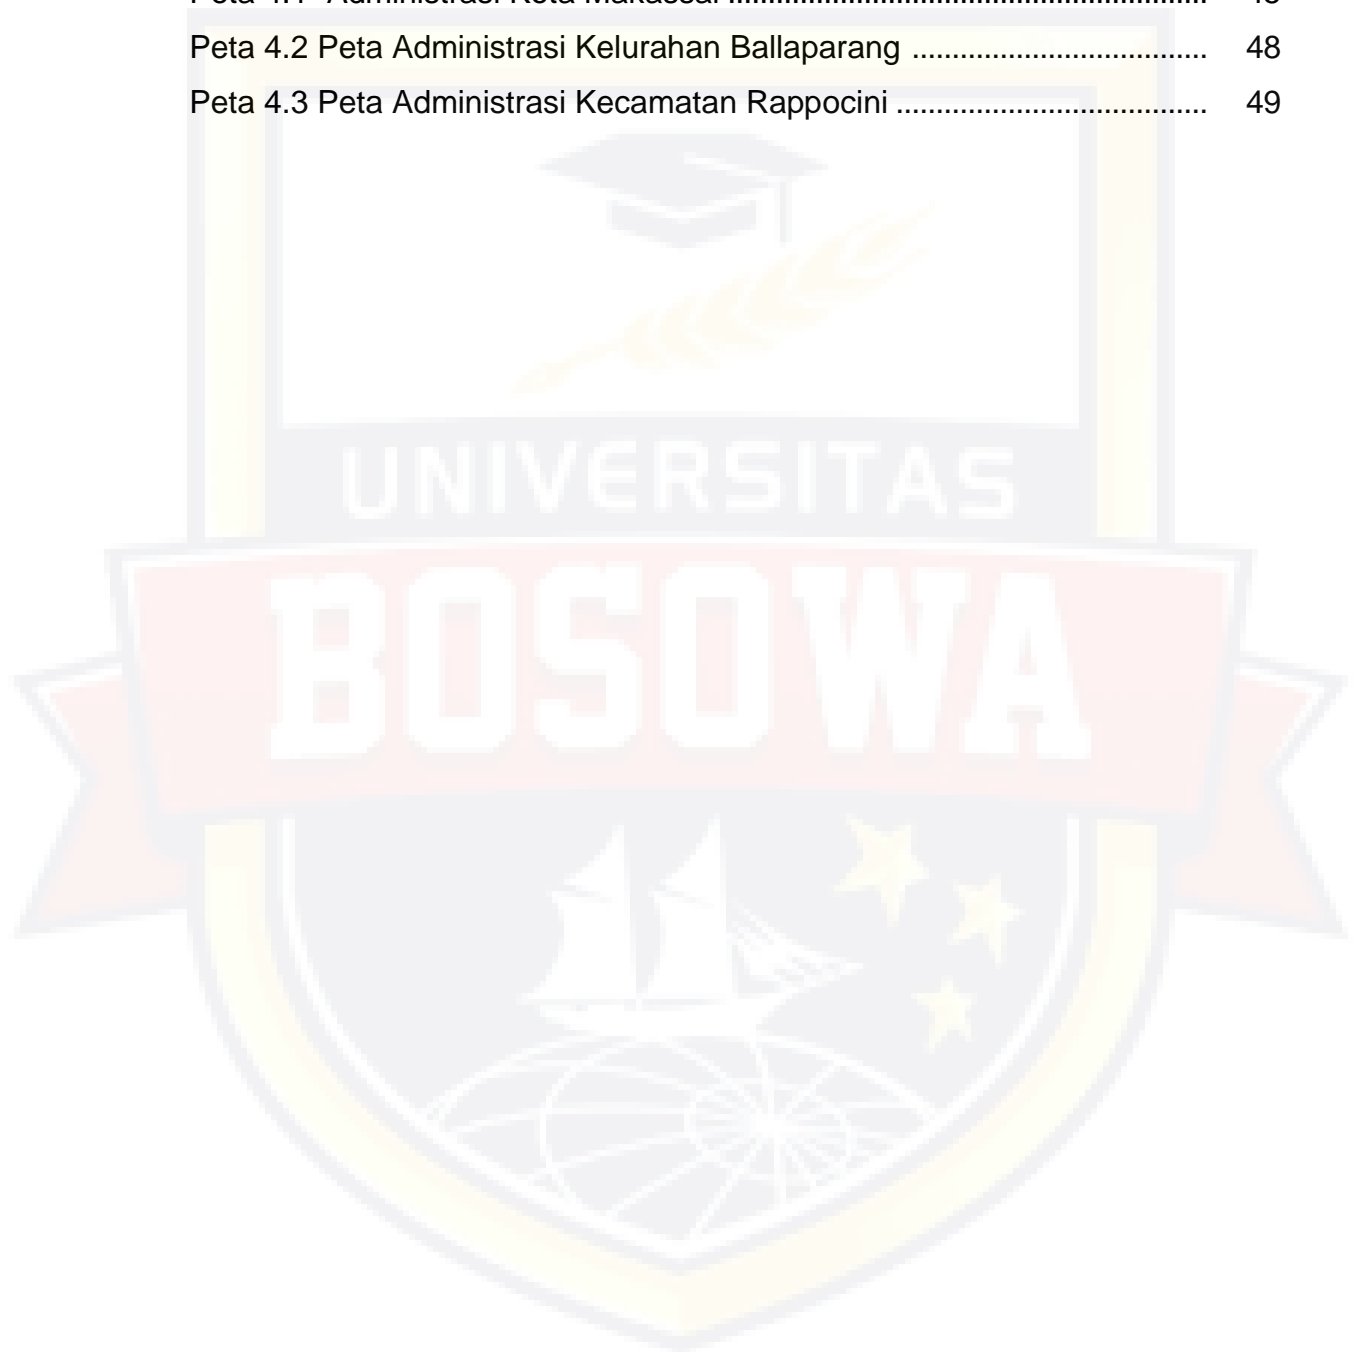 Peta 4.2 Peta Administrasi Kelurahan Ballaparang ..................................... 48
Peta 4.3 Peta Administrasi Kecamatan Rappocini ....................................... 49
UNIVERSITAS
BOSOWA